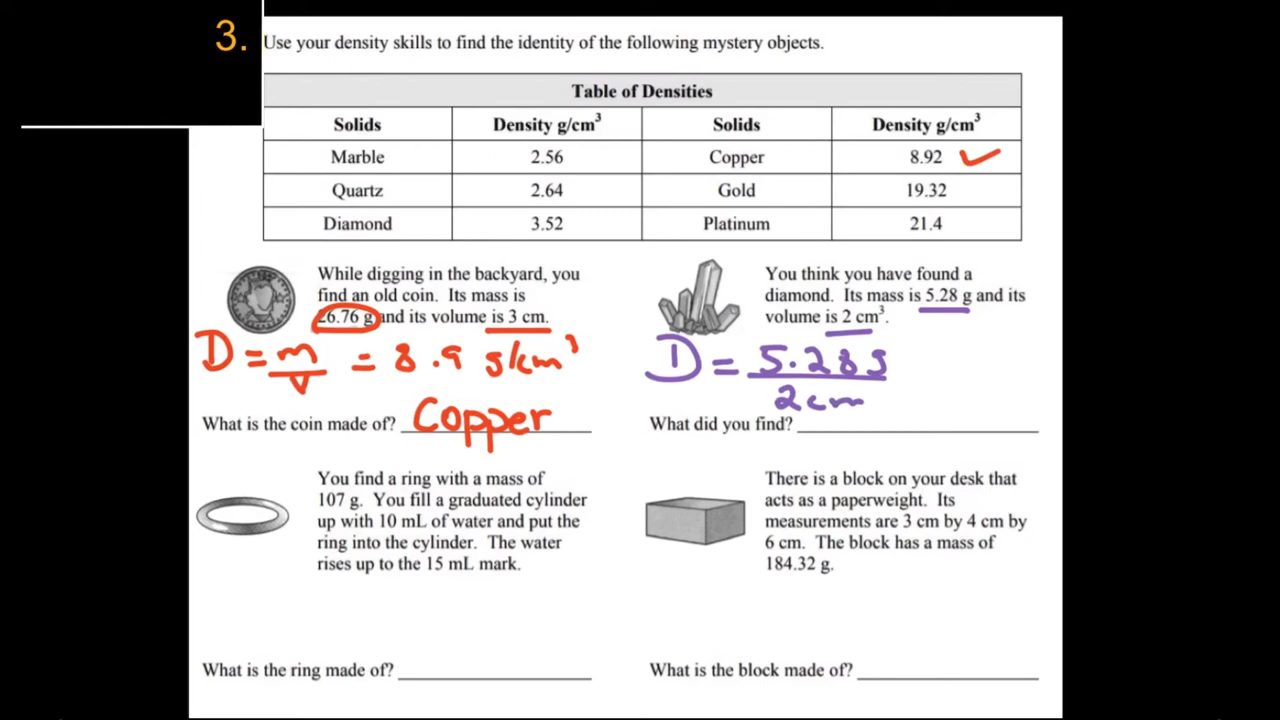 3. Use your density skills to find the identity of the following mystery objects.
Table of Densities
Solids Density g/cm³ Solids Density g/cm³
Marble 2.56 Copper 8.92 ✓
Quartz 2.64 Gold 19.32
Diamond 3.52 Platinum 21.4
While digging in the backyard, you
find an old coin. Its mass is
26.76 g and its volume is 3 cm.
D = m/V = 8.9 g/cm³
What is the coin made of? Copper
You think you have found a
diamond. Its mass is 5.28 g and its
volume is 2 cm³.
D = 5.28g
2cm
What did you find?
You find a ring with a mass of
107 g. You fill a graduated cylinder
up with 10 mL of water and put the
ring into the cylinder. The water
rises up to the 15 mL mark.
What is the ring made of?
There is a block on your desk that
acts as a paperweight. Its
measurements are 3 cm by 4 cm by
6 cm. The block has a mass of
184.32 g.
What is the block made of?